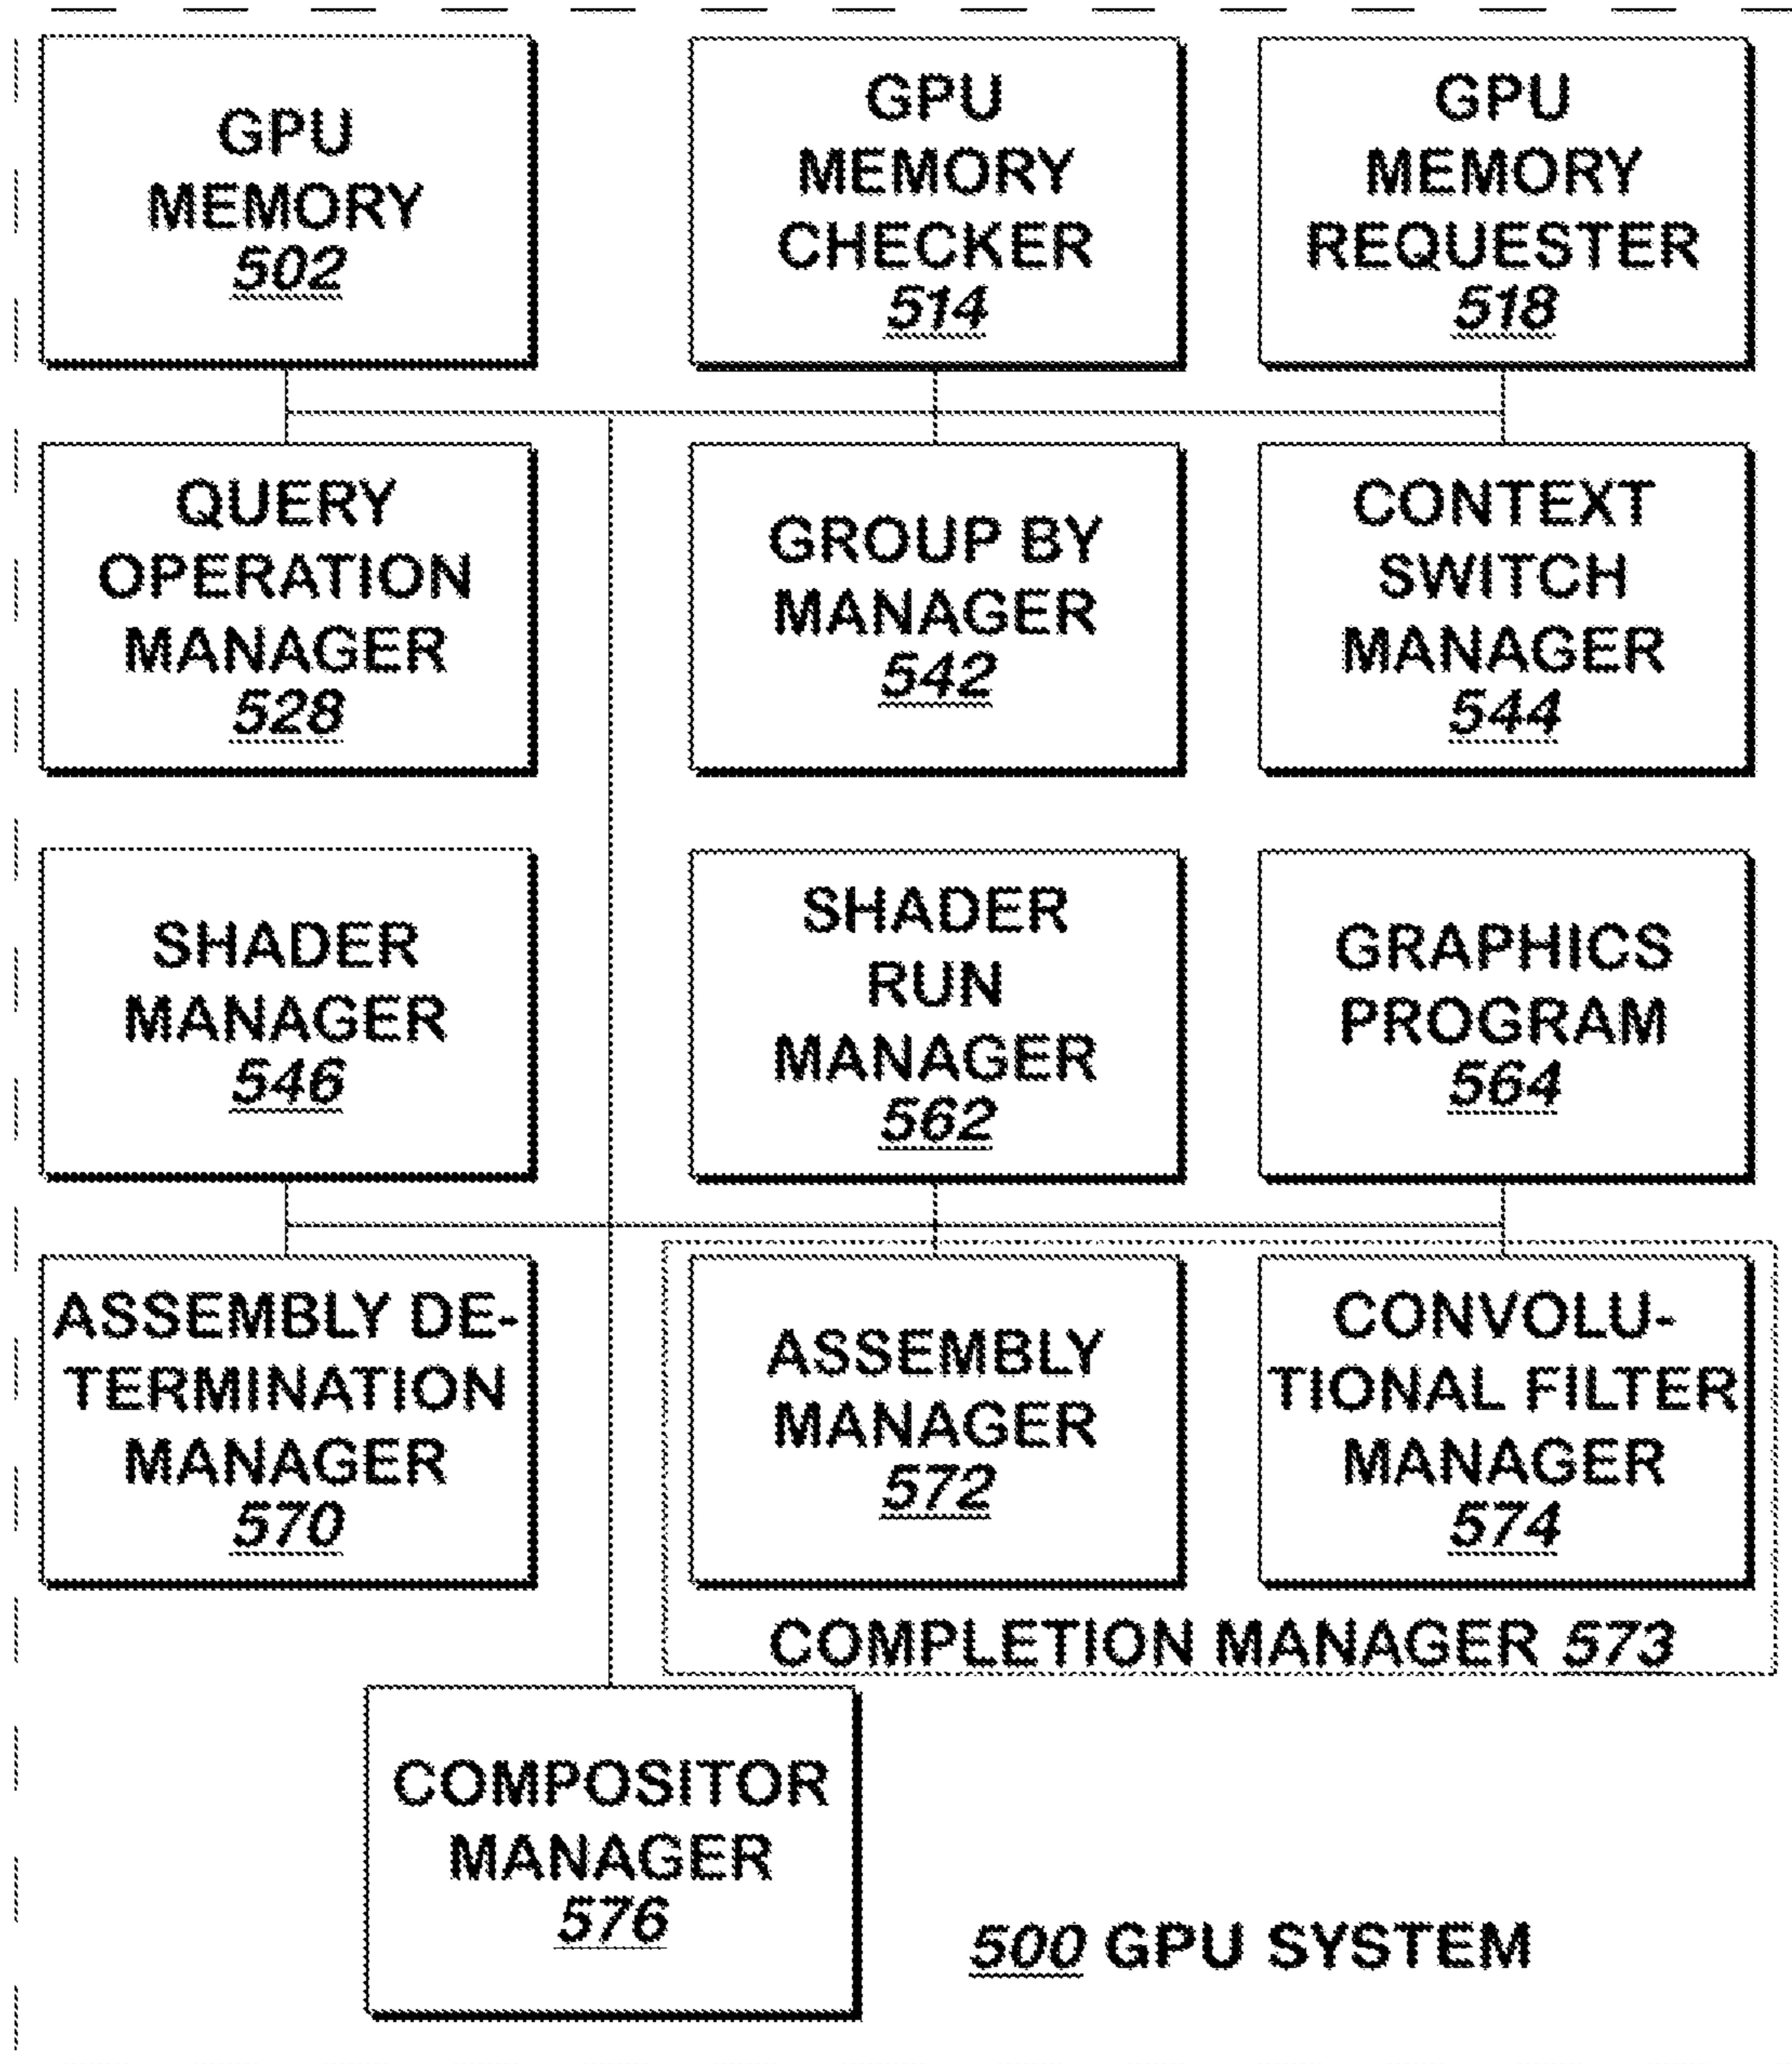 GPU
MEMORY
502
GPU
MEMORY
CHECKER
514
GPU
MEMORY
REQUESTER
518
QUERY
OPERATION
MANAGER
528
GROUP BY
MANAGER
542
CONTEXT
SWITCH
MANAGER
544
SHADER
MANAGER
546
SHADER
RUN
MANAGER
562
GRAPHICS
PROGRAM
564
ASSEMBLY DE-
TERMINATION
MANAGER
570
ASSEMBLY
MANAGER
572
CONVOLU-
TIONAL FILTER
MANAGER
574
COMPLETION MANAGER 573
COMPOSITOR
MANAGER
576
500 GPU SYSTEM